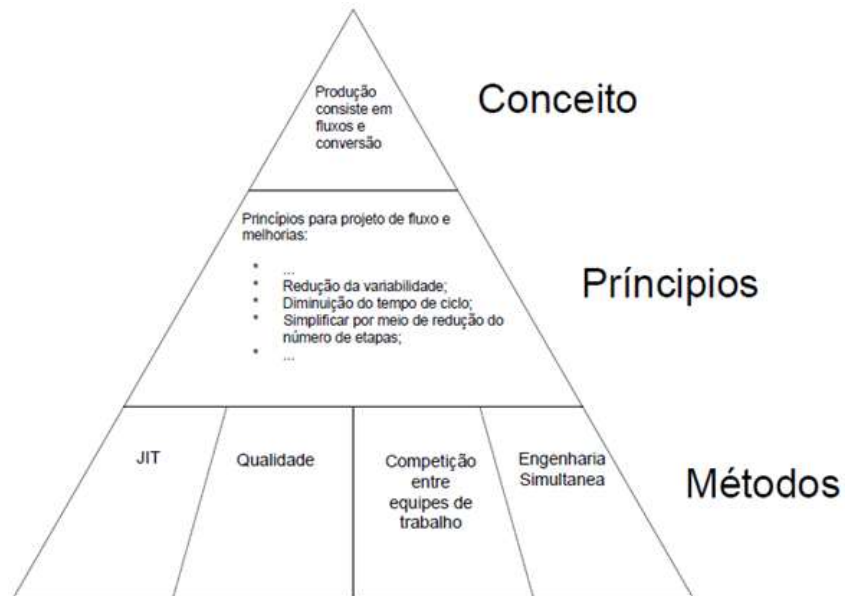 Produção
consiste em
fluxos e
conversão
Conceito
Princípios para projeto de fluxo e
melhorias:
* ...
* Redução da variabilidade;
* Diminuição do tempo de ciclo;
* Simplificar por meio de redução do
número de etapas;
* ...
Príncipios
JIT
Qualidade
Competição
entre
equipes de
trabalho
Engenharia
Simultanea
Métodos